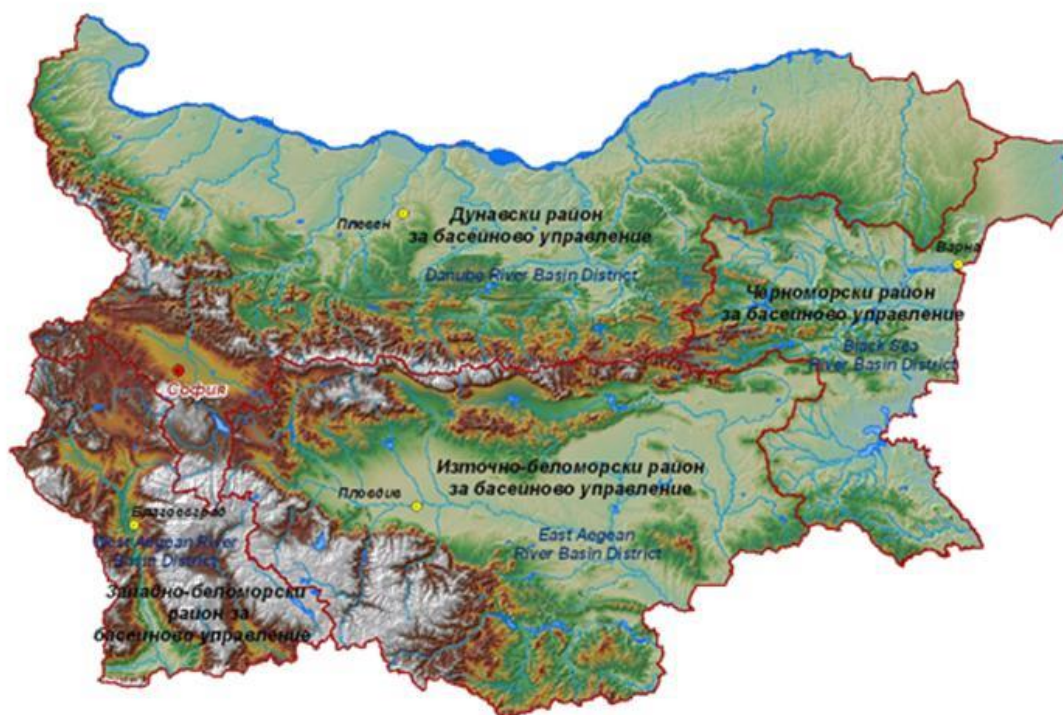 Плевен
Дунавски район
за басейново управление
Danube River Basin District
Варна
Черноморски район
за басейново управление
Black Sea
River Basin District
София
Източно-беломорски район
за басейново управление
Пловдив
East Aegean
River Basin District
Благоевград
West Aegean River
Basin District
Западно-беломорски
район за
басейново управление